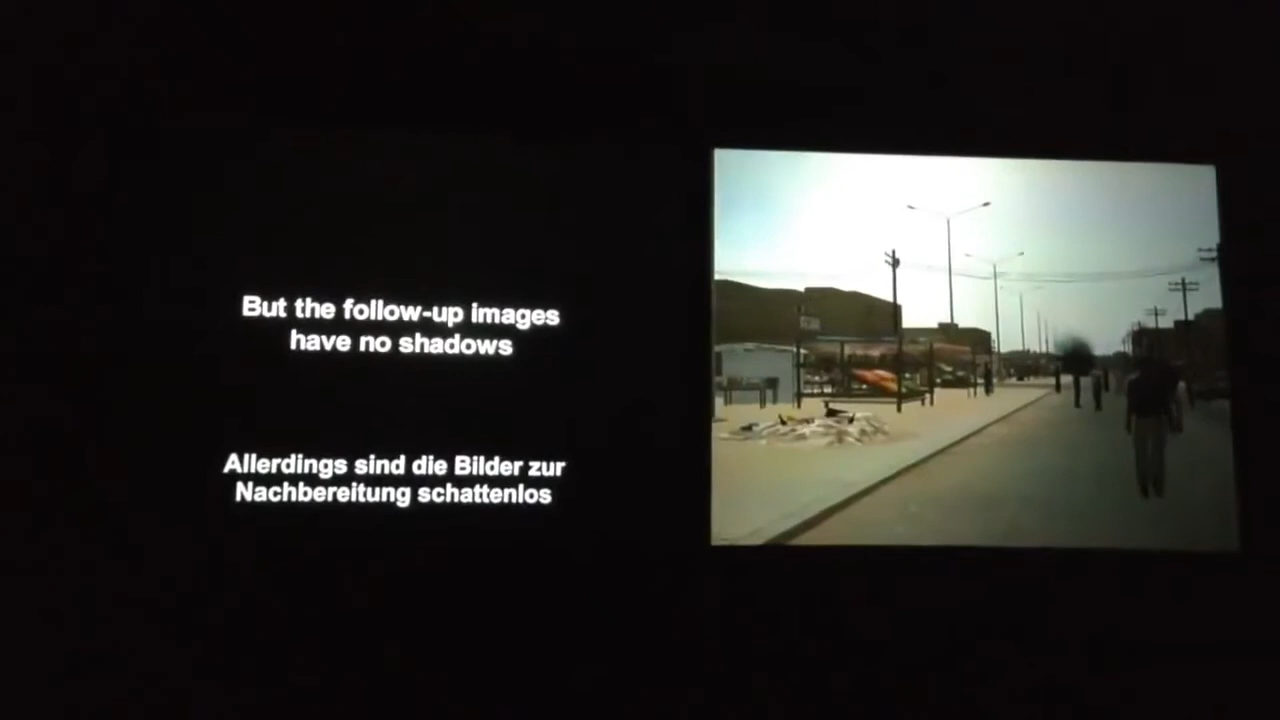 But the follow-up images
have no shadows
Allerdings sind die Bilder zur
Nachbereitung schattenlos